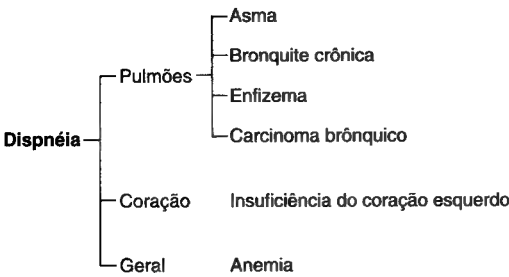 Asma
Bronquite crônica
Pulmões
Enfizema
Carcinoma brônquico
Dispnéia
Coração Insuficiência do coração esquerdo
Geral Anemia